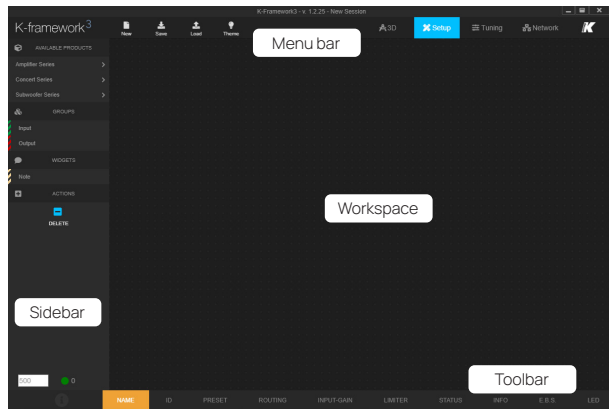 K-Framework3 - v. 1.2.25 - New Session
K-framework3
New
Save
Load
Theme
Menu bar
3D
Setup
Tuning
Network
K
AVAILABLE PRODUCTS
Amplifier Series
Concert Series
Subwoofer Series
GROUPS
Input
Output
WIDGETS
Note
ACTIONS
DELETE
Workspace
Sidebar
500
0
Toolbar
NAME
ID
PRESET
ROUTING
INPUT-GAIN
LIMITER
STATUS
INFO
E.B.S.
LED